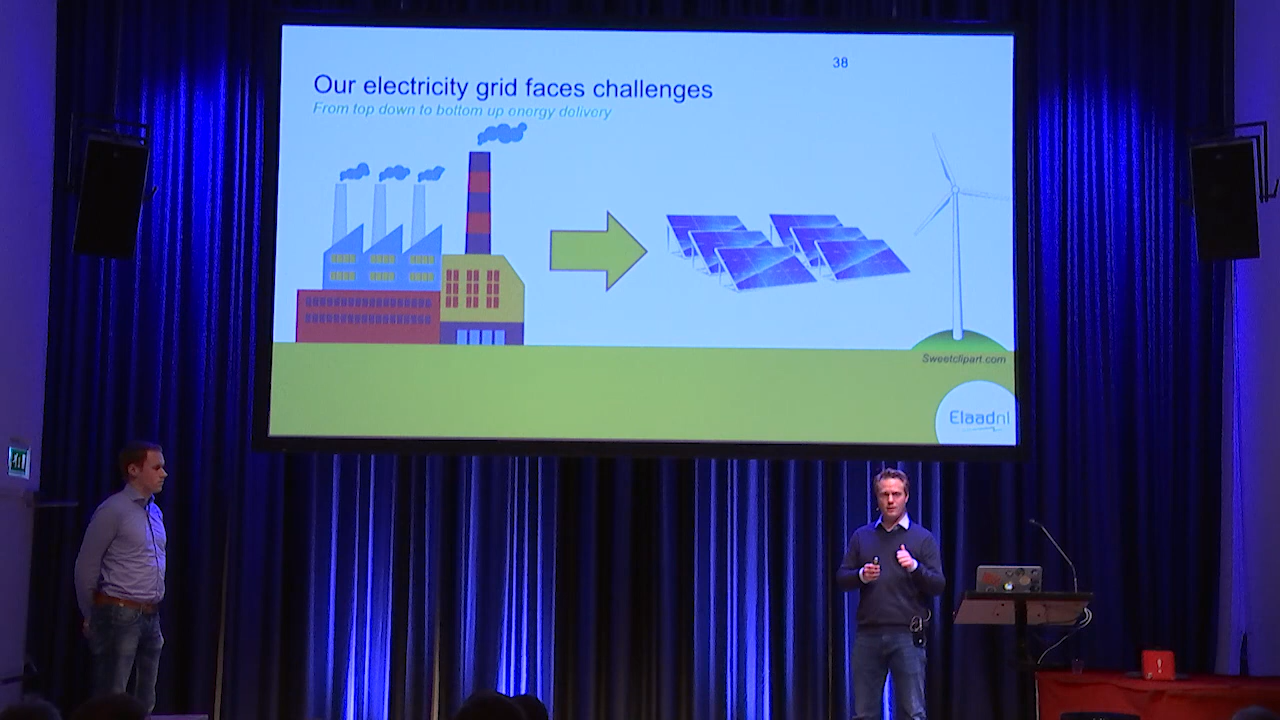 38
Our electricity grid faces challenges
From top down to bottom up energy delivery
Sweetclipart.com
Elaadnl